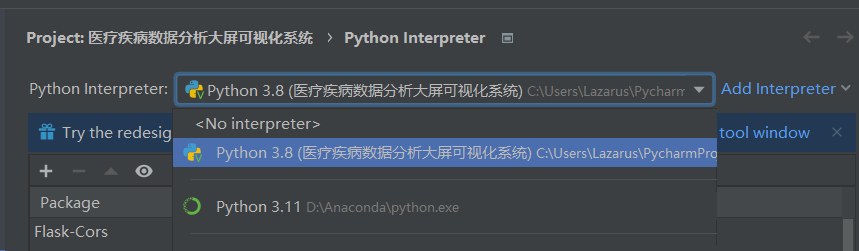 Project: 医疗疾病数据分析大屏可视化系统 › Python Interpreter
Python Interpreter: Python 3.8 (医疗疾病数据分析大屏可视化系统) C:\Users\Lazarus\Pycharm Add Interpreter
<No interpreter>
Try the redesig tool window
Python 3.8 (医疗疾病数据分析大屏可视化系统) C:\Users\Lazarus\PycharmPro
Package
Python 3.11 D:\Anaconda\python.exe
Flask-Cors